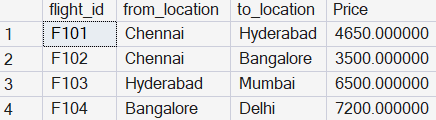 flight_id from_location to_location Price
1 F101 Chennai Hyderabad 4650.000000
2 F102 Chennai Bangalore 3500.000000
3 F103 Hyderabad Mumbai 6500.000000
4 F104 Bangalore Delhi 7200.000000